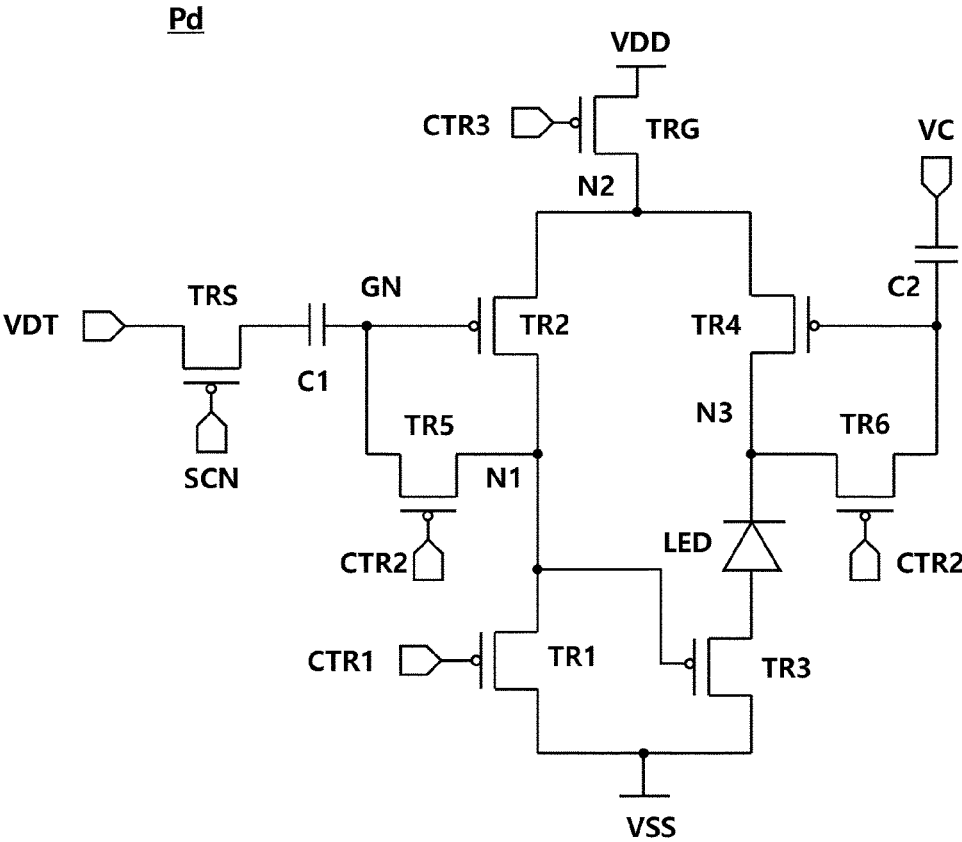 Pd
VDD
CTR3
TRG
VC
N2
TRS
GN
C2
VDT
TR2
TR4
C1
N3
TR5
TR6
SCN
N1
LED
CTR2
CTR2
CTR1
TR1
TR3
VSS